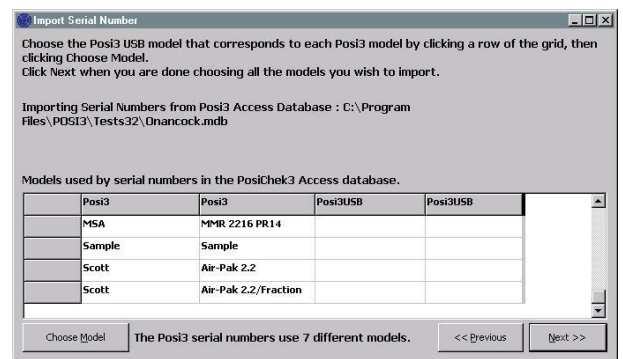 Import Serial Number
Choose the Posi3 USB model that corresponds to each Posi3 model by clicking a row of the grid, then
clicking Choose Model.
Click Next when you are done choosing all the models you wish to import.
Importing Serial Numbers from Posi3 Access Database : C:\Program
Files\POSI3\Tests32\Onancock.mdb
Models used by serial numbers in the PosiChek3 Access database.
Posi3 Posi3 Posi3USB Posi3USB
MSA MMR 2216 PR14
Sample Sample
Scott Air-Pak 2.2
Scott Air-Pak 2.2/Fraction
Choose Model The Posi3 serial numbers use 7 different models. << Previous Next >>